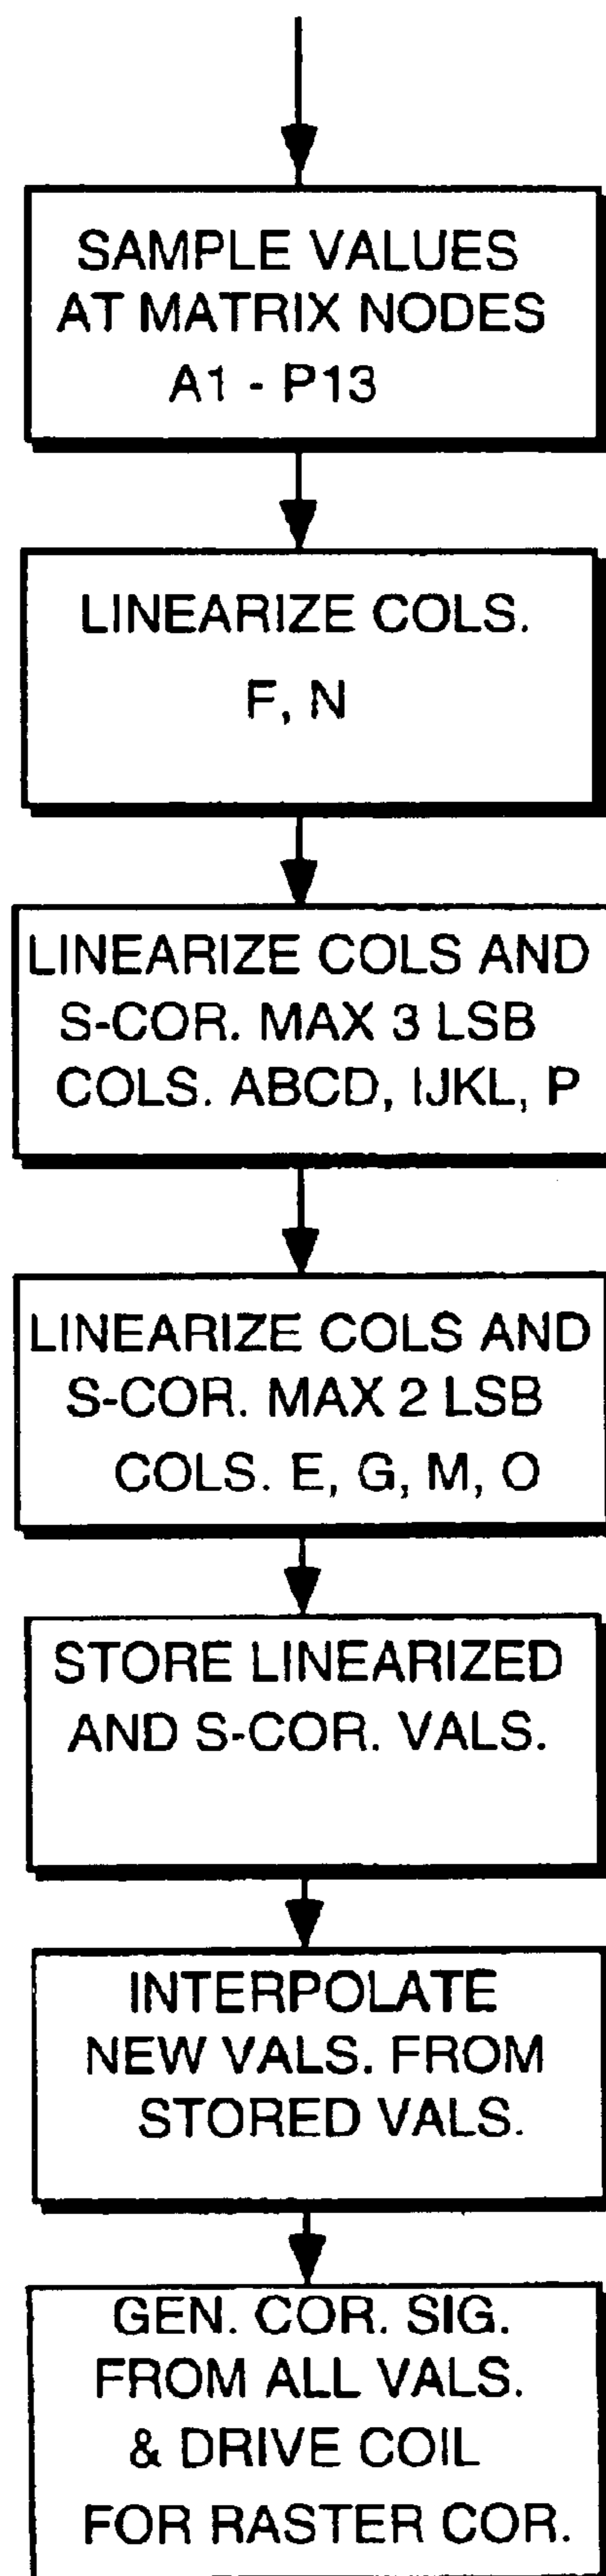 SAMPLE VALUES
AT MATRIX NODES
A1 - P13
LINEARIZE COLS.
F, N
LINEARIZE COLS AND
S-COR. MAX 3 LSB
COLS. ABCD, IJKL, P
LINEARIZE COLS AND
S-COR. MAX 2 LSB
COLS. E, G, M, O
STORE LINEARIZED
AND S-COR. VALS.
INTERPOLATE
NEW VALS. FROM
STORED VALS.
GEN. COR. SIG.
FROM ALL VALS.
& DRIVE COIL
FOR RASTER COR.